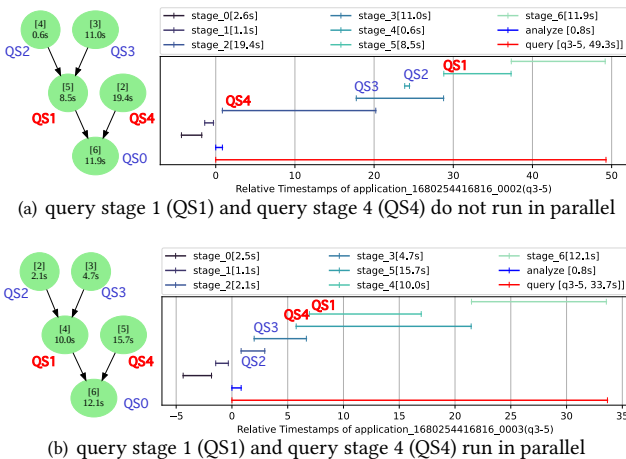 [4]
0.6s
[3]
11.0s
QS2
QS3
[5]
8.5s
[2]
19.4s
QS1
QS4
[6]
11.9s
QS0
stage_0[2.6s]
stage_1[1.1s]
stage_2[19.4s]
stage_3[11.0s]
stage_4[0.6s]
stage_5[8.5s]
stage_6[11.9s]
analyze [0.8s]
query [q3-5, 49.3s]]
QS1
QS2
QS3
QS4
0 10 20 30 40 50
Relative Timestamps of application_1680254416816_0002(q3-5)
(a) query stage 1 (QS1) and query stage 4 (QS4) do not run in parallel
[2]
2.1s
[3]
4.7s
QS2
QS3
[4]
10.0s
[5]
15.7s
QS1
QS4
[6]
12.1s
QS0
stage_0[2.5s]
stage_1[1.1s]
stage_2[2.1s]
stage_3[4.7s]
stage_5[15.7s]
stage_4[10.0s]
stage_6[12.1s]
analyze [0.8s]
query [q3-5, 33.7s]]
QS1
QS4
QS3
QS2
−5 0 5 10 15 20 25 30 35
Relative Timestamps of application_1680254416816_0003(q3-5)
(b) query stage 1 (QS1) and query stage 4 (QS4) run in parallel